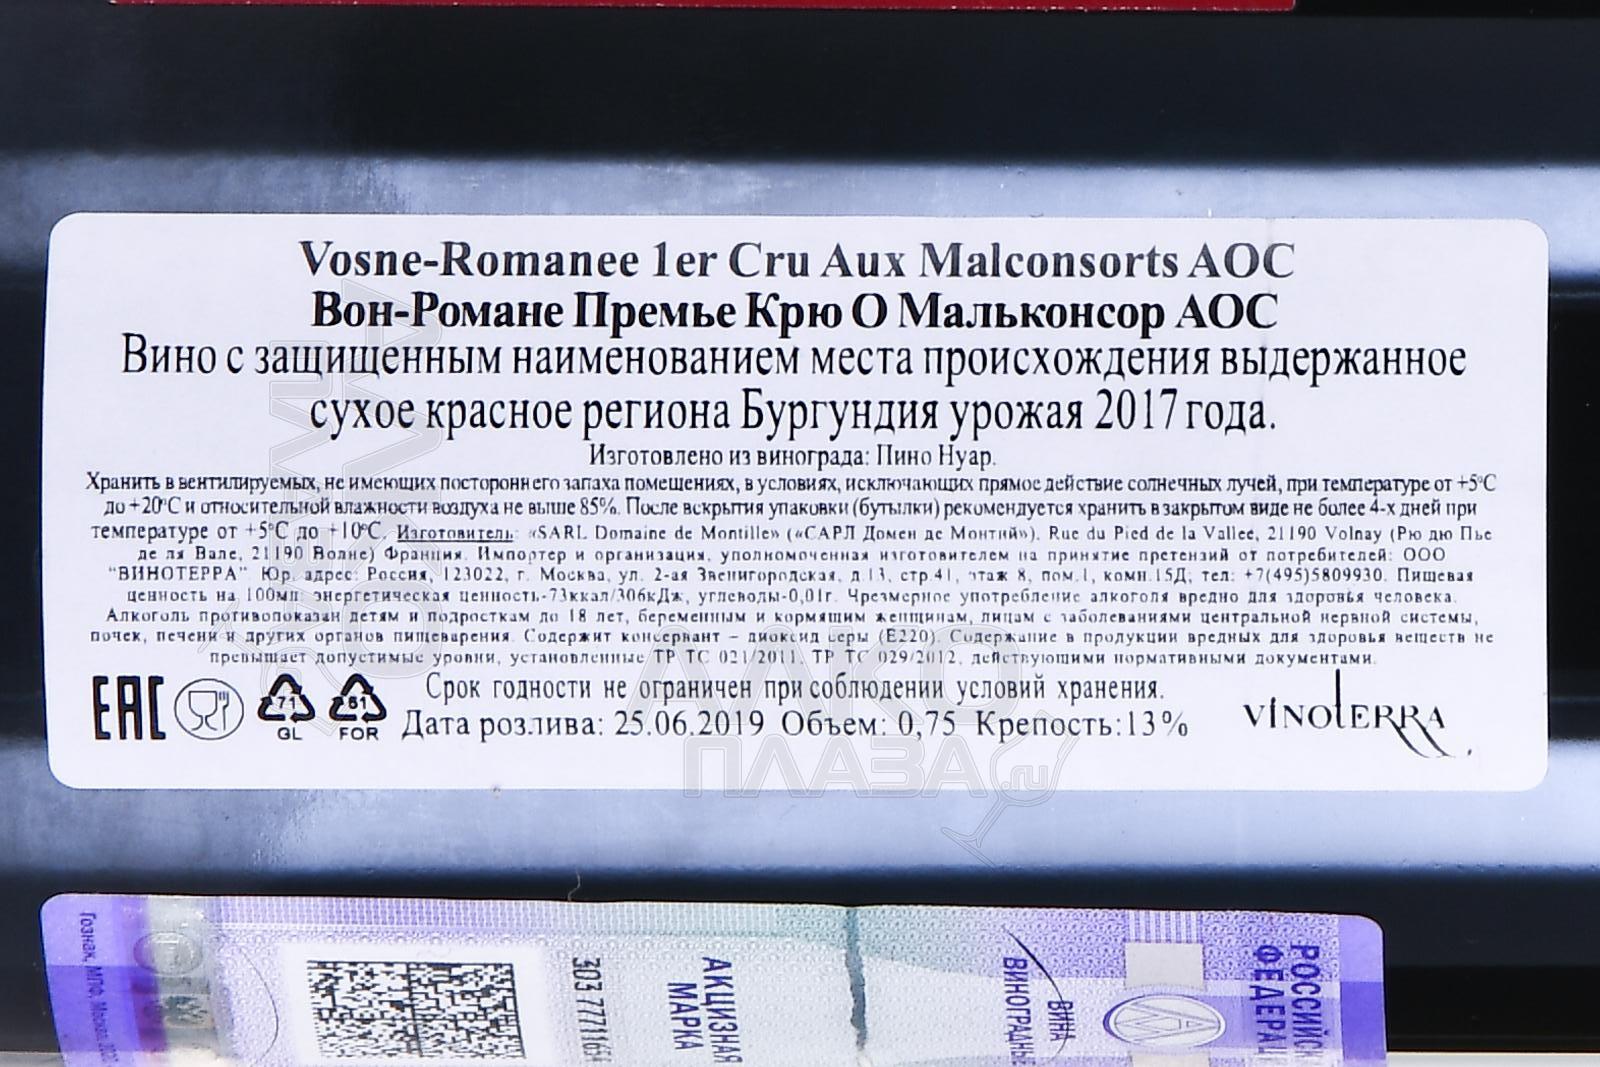 Vosne-Romanee 1er Cru Aux Malconsorts AOC
Вон-Романе Премье Крю О Мальконсор АОС
Вино с защищенным наименованием места происхождения выдержанное
сухое красное региона Бургундия урожая 2017 года.
Изготовлено из винограда: Пино Нуар.
Хранить в вентилируемых, не имеющих постороннего запаха помещениях, в условиях, исключающих прямое действие солнечных лучей, при температуре от +5°C
до +20°C и относительной влажности воздуха не выше 85%. После вскрытия упаковки (бутылки) рекомендуется хранить в закрытом виде не более 4-х дней при
температуре от +5°C до +10°C. Изготовитель: «SARL Domaine de Montille» («САРЛ Домен де Монтий»), Rue du Pied de la Vallee, 21190 Volnay (Рю дю Пье
де ля Вале, 21190 Волне) Франция. Импортер и организация, уполномоченная изготовителем на принятие претензий от потребителей: ООО
"ВИНОТЕРРА" Юр. адрес: Россия, 123022, г. Москва, ул. 2-ая Звенигородская, д.13, стр.41, этаж 8, пом.1, комн.15Д; тел: +7(495)5809930. Пищевая
ценность на 100мл: энергетическая ценность-73ккал/306кДж, углеводы-0,01г. Чрезмерное употребление алкоголя вредно для здоровья человека.
Алкоголь противопоказан детям и подросткам до 18 лет, беременным и кормящим женщинам, лицам с заболеваниями центральной нервной системы,
почек, печени и других органов пищеварения. Содержит консервант – диоксид серы (Е220). Содержание в продукции вредных для здоровья веществ не
превышает допустимые уровни, установленные ТР ТС 021/2011, ТР ТС 029/2012, действующими нормативными документами.
Срок годности не ограничен при соблюдении условий хранения.
Дата розлива: 25.06.2019 Объем: 0,75 Крепость:13%
EAC
71
GL
61
FOR
VINOTERRA
АЛКО
ПЛАЗА.ru
Гознак, МПФ, Москва,
303 777116
АКЦИЗНАЯ
МАРКА
ВИНА
ВИНОГРАДНЫЕ